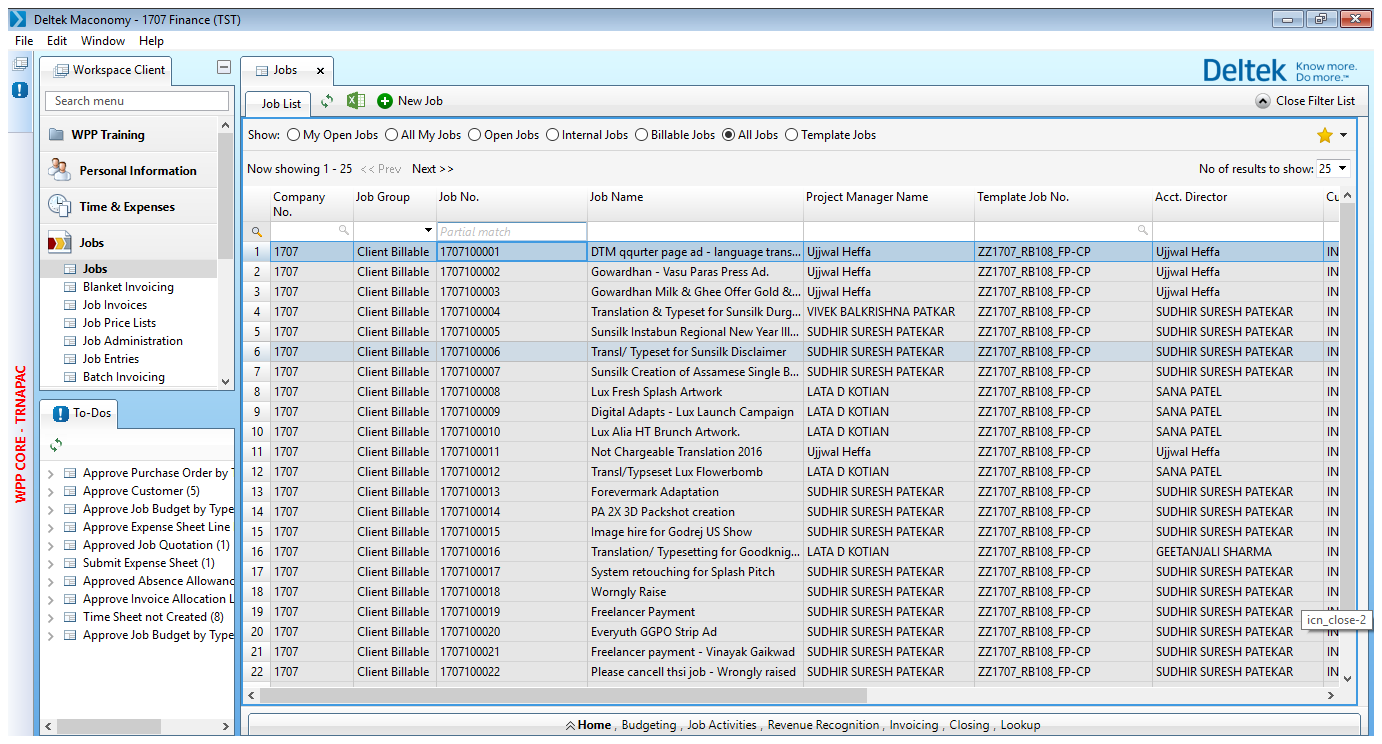 Deltek Maconomy - 1707 Finance (TST)
File Edit Window Help
Workspace Client
Search menu
WPP Training
Personal Information
Time & Expenses
Jobs
Jobs
Blanket Invoicing
Job Invoices
Job Price Lists
Job Administration
Job Entries
Batch Invoicing
WPP CORE - TRNAPAC
To-Dos
Approve Purchase Order by T
Approve Customer (5)
Approve Job Budget by Type
Approve Expense Sheet Line
Approved Job Quotation (1)
Submit Expense Sheet (1)
Approved Absence Allowanc
Approve Invoice Allocation L
Time Sheet not Created (8)
Approve Job Budget by Type
Jobs x
Deltek Know more.
Do more.™
Job List New Job Close Filter List
Show: My Open Jobs All My Jobs Open Jobs Internal Jobs Billable Jobs All Jobs Template Jobs
Now showing 1 - 25 << Prev Next >> No of results to show: 25
Company No. Job Group Job No. Job Name Project Manager Name Template Job No. Acct. Director Cu
Partial match
1 1707 Client Billable 1707100001 DTM qqurter page ad - language trans... Ujjwal Heffa ZZ1707_RB108_FP-CP Ujjwal Heffa IN
2 1707 Client Billable 1707100002 Gowardhan - Vasu Paras Press Ad. Ujjwal Heffa ZZ1707_RB108_FP-CP Ujjwal Heffa IN
3 1707 Client Billable 1707100003 Gowardhan Milk & Ghee Offer Gold &... Ujjwal Heffa ZZ1707_RB108_FP-CP Ujjwal Heffa IN
4 1707 Client Billable 1707100004 Translation & Typeset for Sunsilk Durg... VIVEK BALKRISHNA PATKAR ZZ1707_RB108_FP-CP SUDHIR SURESH PATEKAR IN
5 1707 Client Billable 1707100005 Sunsilk Instabun Regional New Year Ill... SUDHIR SURESH PATEKAR ZZ1707_RB108_FP-CP SUDHIR SURESH PATEKAR IN
6 1707 Client Billable 1707100006 Transl/ Typeset for Sunsilk Disclaimer SUDHIR SURESH PATEKAR ZZ1707_RB108_FP-CP SUDHIR SURESH PATEKAR IN
7 1707 Client Billable 1707100007 Sunsilk Creation of Assamese Single B... SUDHIR SURESH PATEKAR ZZ1707_RB108_FP-CP SUDHIR SURESH PATEKAR IN
8 1707 Client Billable 1707100008 Lux Fresh Splash Artwork LATA D KOTIAN ZZ1707_RB108_FP-CP SANA PATEL IN
9 1707 Client Billable 1707100009 Digital Adapts - Lux Launch Campaign LATA D KOTIAN ZZ1707_RB108_FP-CP SANA PATEL IN
10 1707 Client Billable 1707100010 Lux Alia HT Brunch Artwork. LATA D KOTIAN ZZ1707_RB108_FP-CP SANA PATEL IN
11 1707 Client Billable 1707100011 Not Chargeable Translation 2016 Ujjwal Heffa ZZ1707_RB108_FP-CP Ujjwal Heffa IN
12 1707 Client Billable 1707100012 Transl/Typseset Lux Flowerbomb LATA D KOTIAN ZZ1707_RB108_FP-CP SANA PATEL IN
13 1707 Client Billable 1707100013 Forevermark Adaptation SUDHIR SURESH PATEKAR ZZ1707_RB108_FP-CP SUDHIR SURESH PATEKAR IN
14 1707 Client Billable 1707100014 PA 2X 3D Packshot creation SUDHIR SURESH PATEKAR ZZ1707_RB108_FP-CP SUDHIR SURESH PATEKAR IN
15 1707 Client Billable 1707100015 Image hire for Godrej US Show SUDHIR SURESH PATEKAR ZZ1707_RB108_FP-CP SUDHIR SURESH PATEKAR IN
16 1707 Client Billable 1707100016 Translation/ Typesetting for Goodknig... LATA D KOTIAN ZZ1707_RB108_FP-CP GEETANJALI SHARMA IN
17 1707 Client Billable 1707100017 System retouching for Splash Pitch SUDHIR SURESH PATEKAR ZZ1707_RB108_FP-CP SUDHIR SURESH PATEKAR IN
18 1707 Client Billable 1707100018 Worngly Raise SUDHIR SURESH PATEKAR ZZ1707_RB108_FP-CP SUDHIR SURESH PATEKAR IN
19 1707 Client Billable 1707100019 Freelancer Payment SUDHIR SURESH PATEKAR ZZ1707_RB108_FP-CP SUDHIR SURESH PATEKAR IN
icn_close-2
20 1707 Client Billable 1707100020 Everyuth GGPO Strip Ad SUDHIR SURESH PATEKAR ZZ1707_RB108_FP-CP SUDHIR SURESH PATEKAR IN
21 1707 Client Billable 1707100021 Freelancer payment - Vinayak Gaikwad SUDHIR SURESH PATEKAR ZZ1707_RB108_FP-CP SUDHIR SURESH PATEKAR IN
22 1707 Client Billable 1707100022 Please cancell thsi job - Wrongly raised SUDHIR SURESH PATEKAR ZZ1707_RB108_FP-CP SUDHIR SURESH PATEKAR IN
Home , Budgeting , Job Activities , Revenue Recognition , Invoicing , Closing , Lookup